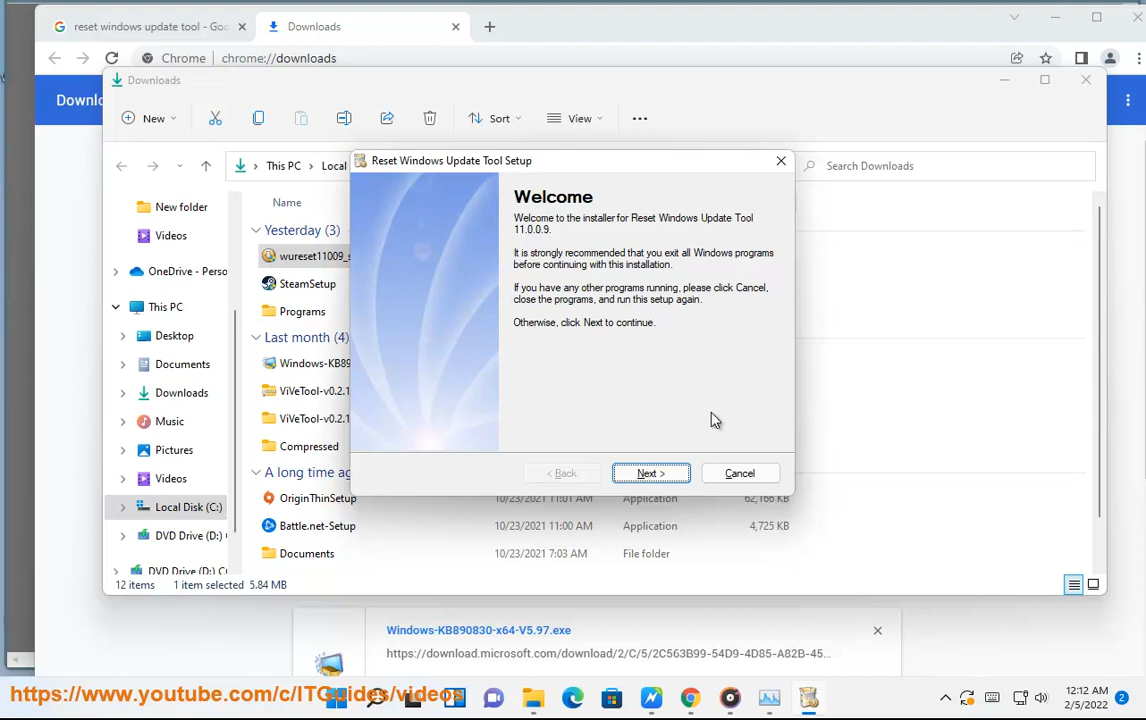 reset windows update tool - Goo
Downloads
Chrome
chrome://downloads
Downlo
Downloads
New
Sort
View
This PC
Local
Search Downloads
Reset Windows Update Tool Setup
Welcome
Welcome to the installer for Reset Windows Update Tool
11.0.0.9.
It is strongly recommended that you exit all Windows programs
before continuing with this installation.
If you have any other programs running, please click Cancel,
close the programs, and run this setup again.
Otherwise, click Next to continue.
< Back
Next >
Cancel
New folder
Videos
OneDrive - Perso
This PC
Desktop
Documents
Downloads
Music
Pictures
Videos
Local Disk (C:)
DVD Drive (D:)
DVD Drive (D:) C
Name
Yesterday (3)
wureset11009_s
SteamSetup
Programs
Last month (4)
Windows-KB89
ViVeTool-v0.2.1
ViVeTool-v0.2.1
Compressed
A long time ag
OriginThinSetup 10/23/2021 11:01 AM Application 62,166 KB
Battle.net-Setup 10/23/2021 11:00 AM Application 4,725 KB
Documents 10/23/2021 7:03 AM File folder
12 items 1 item selected 5.84 MB
Windows-KB890830-x64-V5.97.exe
https://download.microsoft.com/download/2/C/5/2C563B99-54D9-4D85-A82B-45...
https://www.youtube.com/c/ITGuides/videos
12:12 AM
2/5/2022
2